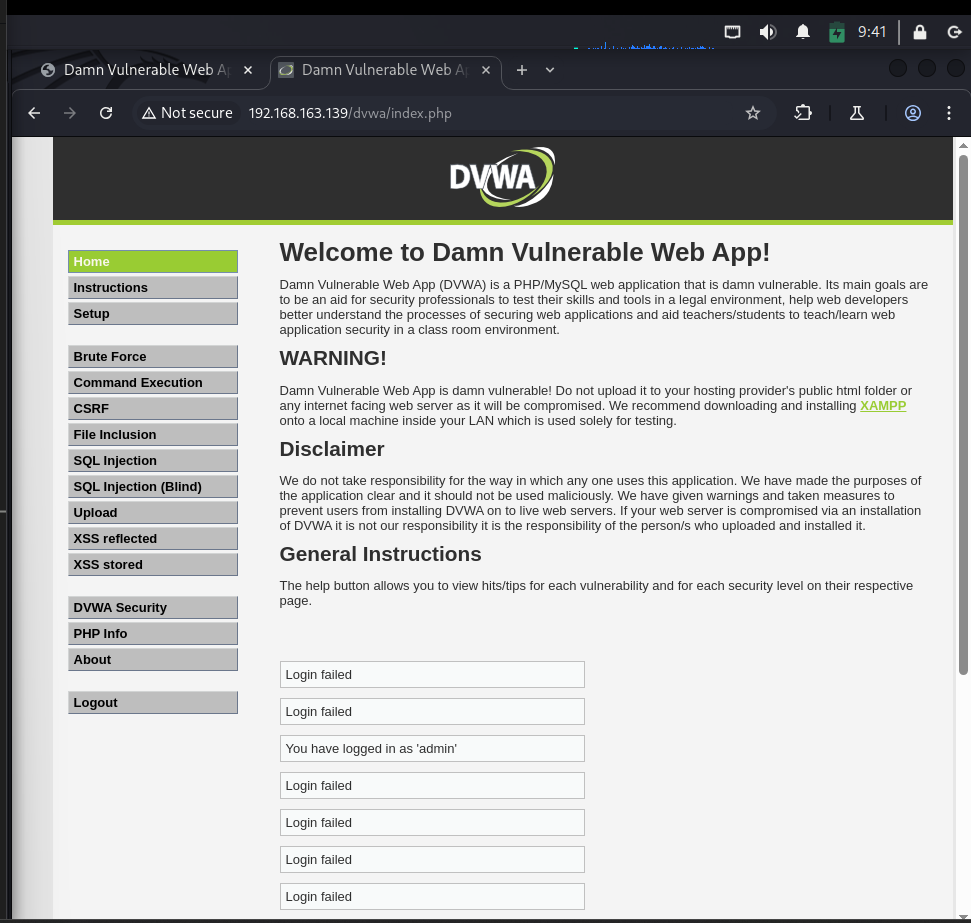 9:41
Damn Vulnerable Web Ap
Damn Vulnerable Web Ap
Not secure
192.168.163.139/dvwa/index.php
DVWA
Home
Instructions
Setup
Brute Force
Command Execution
CSRF
File Inclusion
SQL Injection
SQL Injection (Blind)
Upload
XSS reflected
XSS stored
DVWA Security
PHP Info
About
Logout
Welcome to Damn Vulnerable Web App!
Damn Vulnerable Web App (DVWA) is a PHP/MySQL web application that is damn vulnerable. Its main goals are
to be an aid for security professionals to test their skills and tools in a legal environment, help web developers
better understand the processes of securing web applications and aid teachers/students to teach/learn web
application security in a class room environment.
WARNING!
Damn Vulnerable Web App is damn vulnerable! Do not upload it to your hosting provider's public html folder or
any internet facing web server as it will be compromised. We recommend downloading and installing XAMPP
onto a local machine inside your LAN which is used solely for testing.
Disclaimer
We do not take responsibility for the way in which any one uses this application. We have made the purposes of
the application clear and it should not be used maliciously. We have given warnings and taken measures to
prevent users from installing DVWA on to live web servers. If your web server is compromised via an installation
of DVWA it is not our responsibility it is the responsibility of the person/s who uploaded and installed it.
General Instructions
The help button allows you to view hits/tips for each vulnerability and for each security level on their respective
page.
Login failed
Login failed
You have logged in as 'admin'
Login failed
Login failed
Login failed
Login failed